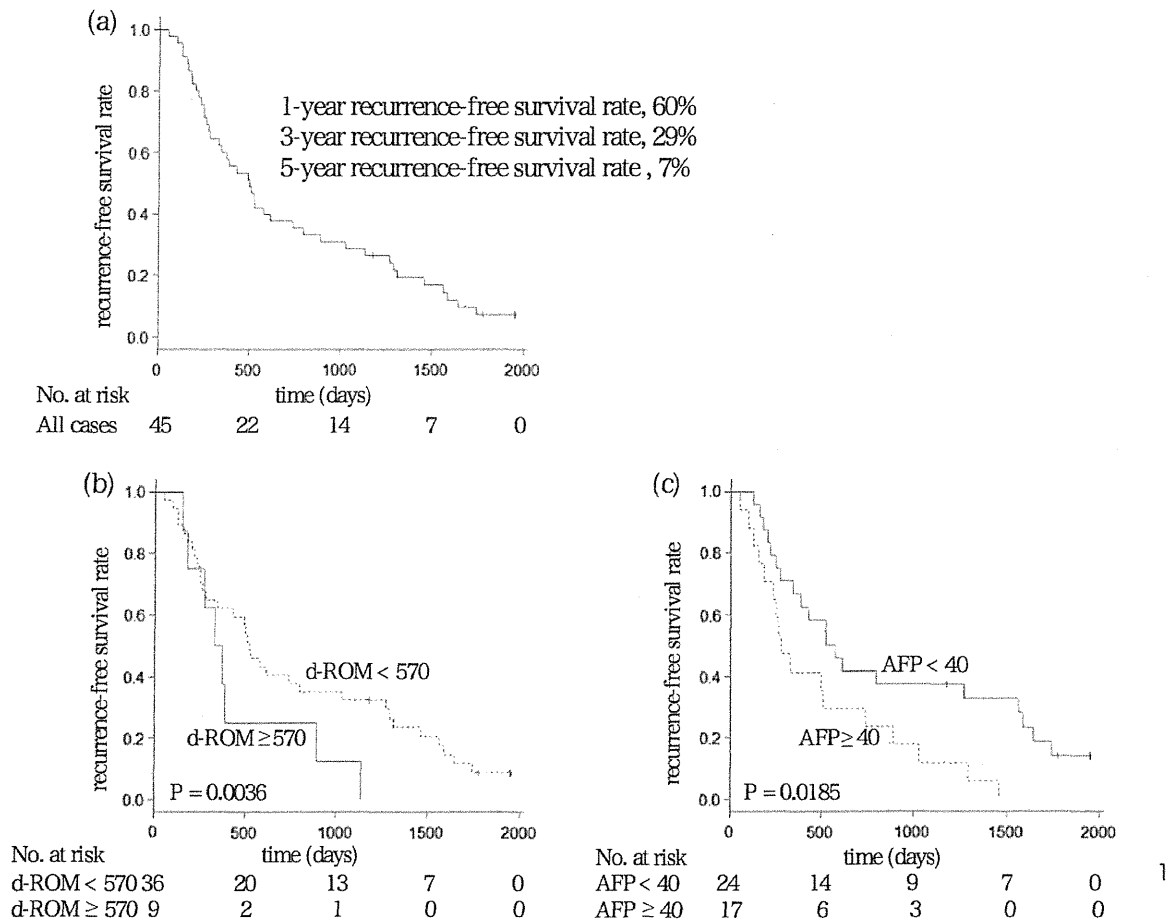 (a)
recurrence-free survival rate
1.0
0.8
0.6
0.4
0.2
0.0
1-year recurrence-free survival rate, 60%
3-year recurrence-free survival rate, 29%
5-year recurrence-free survival rate , 7%
0 500 1000 1500 2000
No. at risk time (days)
All cases 45 22 14 7 0
(b)
recurrence-free survival rate
1.0
0.8
0.6
0.4
0.2
0.0
d-ROM < 570
d-ROM ≥ 570
P = 0.0036
0 500 1000 1500 2000
No. at risk time (days)
d-ROM < 570 36 20 13 7 0
d-ROM ≥ 570 9 2 1 0 0
(c)
recurrence-free survival rate
1.0
0.8
0.6
0.4
0.2
0.0
AFP < 40
AFP ≥ 40
P = 0.0185
0 500 1000 1500 2000
No. at risk time (days)
AFP < 40 24 14 9 7 0
AFP ≥ 40 17 6 3 0 0
1